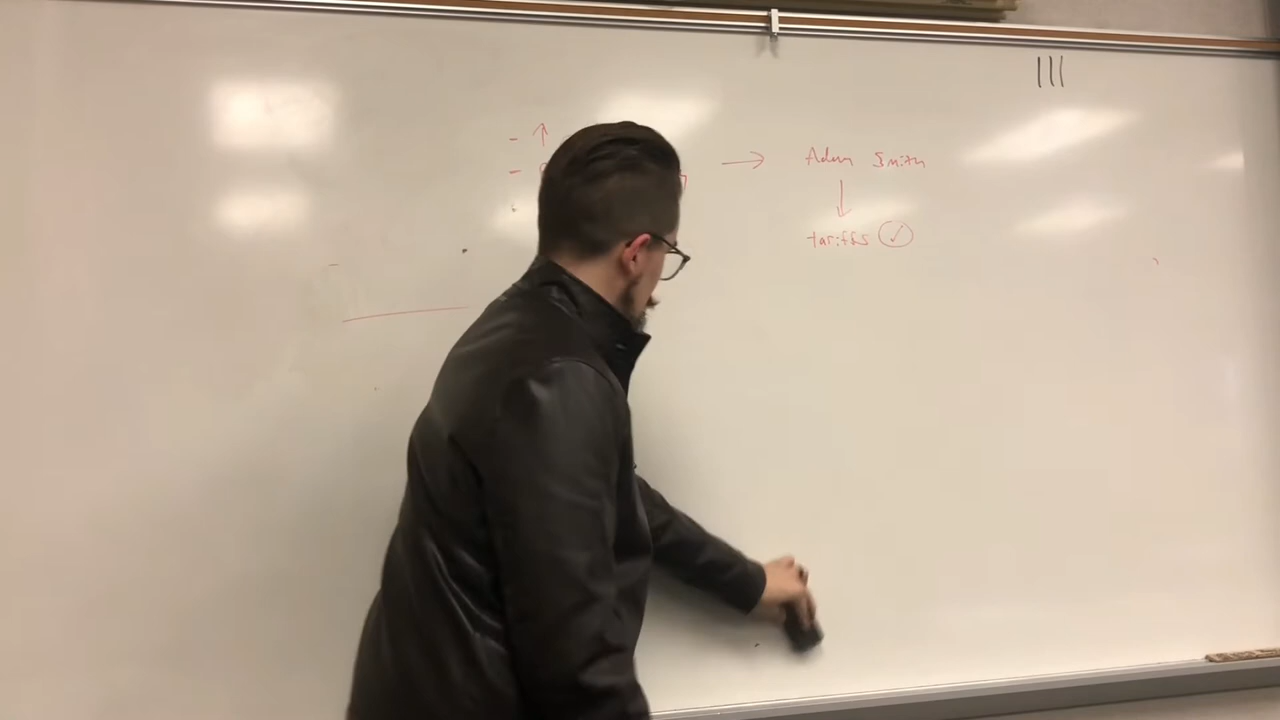 |||
- ↑
- → Adam Smith
↓
tariffs ✓